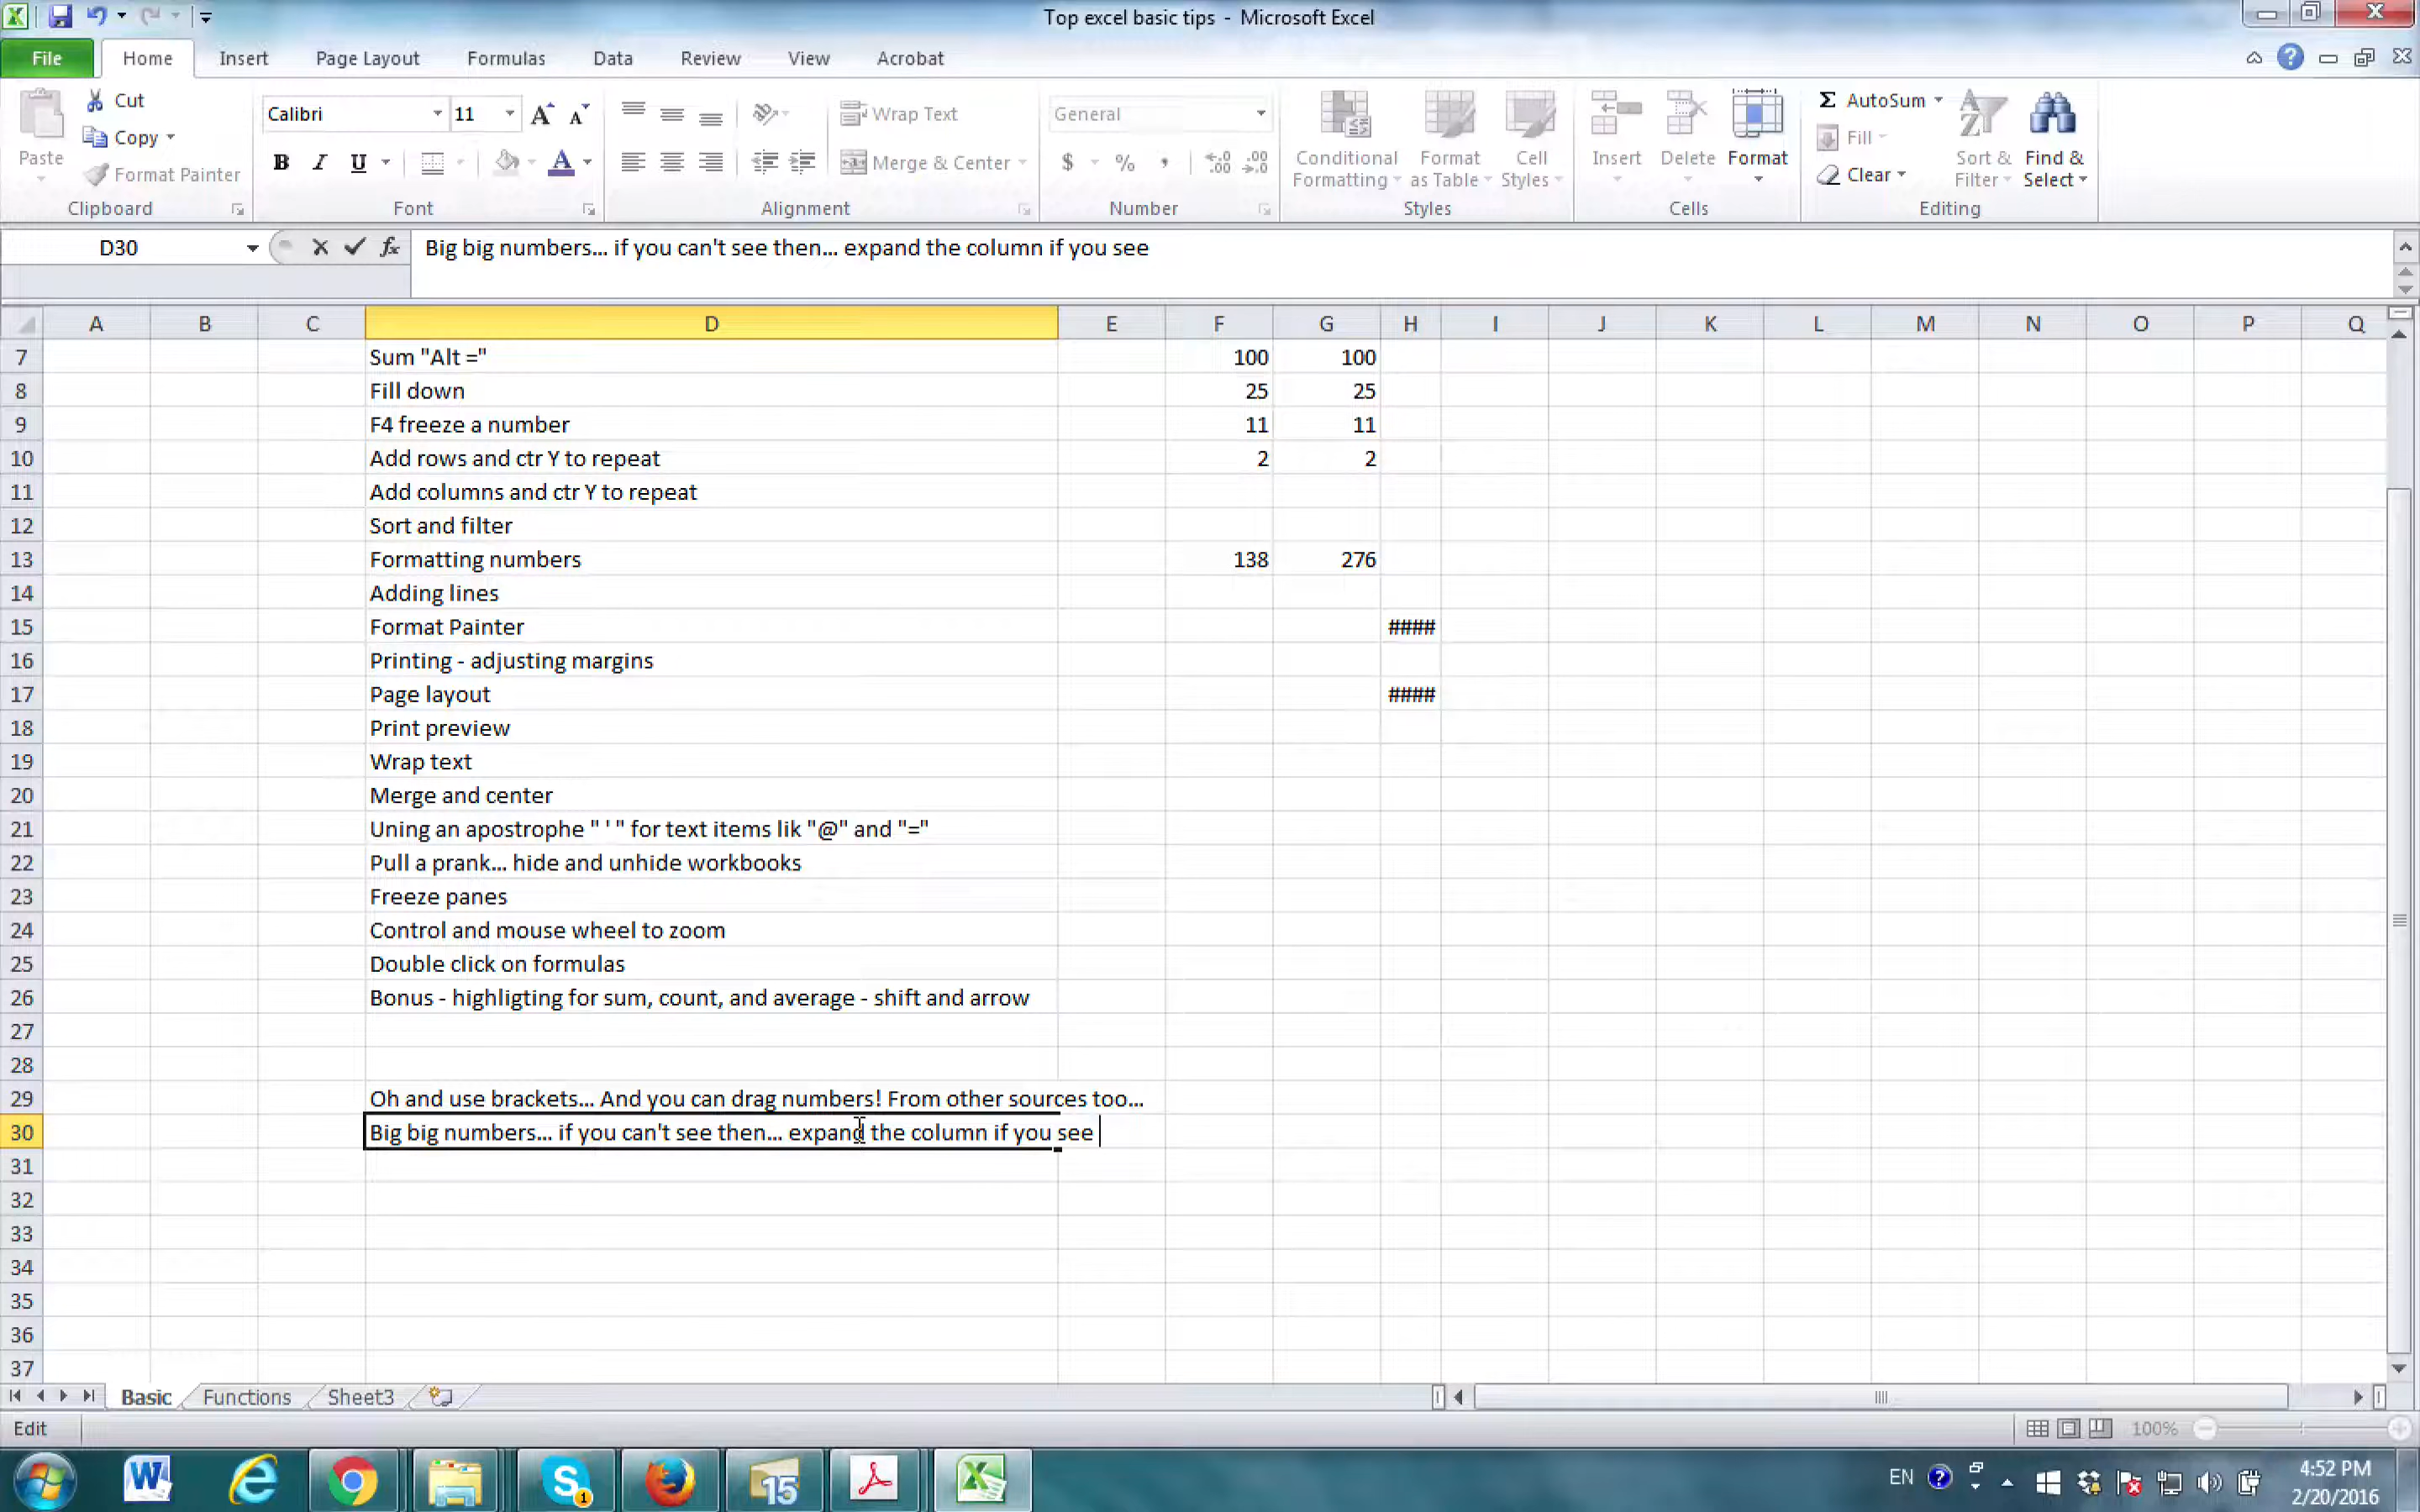 Top excel basic tips - Microsoft Excel
File Home Insert Page Layout Formulas Data Review View Acrobat
Paste
Cut
Copy
Format Painter
Clipboard
Calibri 11
B I U
Font
Wrap Text
Merge & Center
Alignment
General
$ % ,
Number
Conditional Formatting
Format as Table
Cell Styles
Styles
Insert
Delete
Format
Cells
Σ AutoSum
Fill
Clear
Sort & Filter
Find & Select
Editing
D30 fx Big big numbers... if you can't see then... expand the column if you see
A B C D E F G H I J K L M N O P Q
7 Sum "Alt =" 100 100
8 Fill down 25 25
9 F4 freeze a number 11 11
10 Add rows and ctr Y to repeat 2 2
11 Add columns and ctr Y to repeat
12 Sort and filter
13 Formatting numbers 138 276
14 Adding lines
15 Format Painter ####
16 Printing - adjusting margins
17 Page layout ####
18 Print preview
19 Wrap text
20 Merge and center
21 Uning an apostrophe " ' " for text items lik "@" and "="
22 Pull a prank... hide and unhide workbooks
23 Freeze panes
24 Control and mouse wheel to zoom
25 Double click on formulas
26 Bonus - highligting for sum, count, and average - shift and arrow
27
28
29 Oh and use brackets... And you can drag numbers! From other sources too...
30 Big big numbers... if you can't see then... expand the column if you see
31
32
33
34
35
36
37
Basic Functions Sheet3
Edit 100%
EN 4:52 PM
2/20/2016